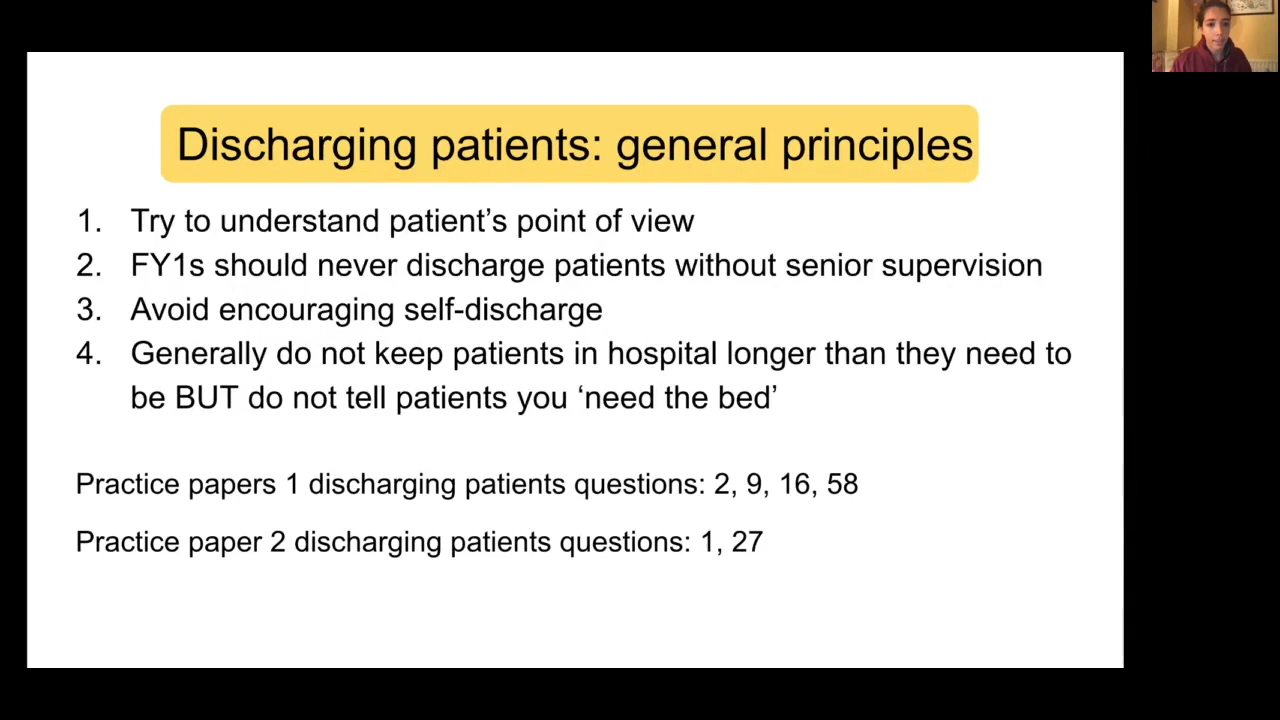 Discharging patients: general principles
1. Try to understand patient’s point of view
2. FY1s should never discharge patients without senior supervision
3. Avoid encouraging self-discharge
4. Generally do not keep patients in hospital longer than they need to
be BUT do not tell patients you ‘need the bed’
Practice papers 1 discharging patients questions: 2, 9, 16, 58
Practice paper 2 discharging patients questions: 1, 27